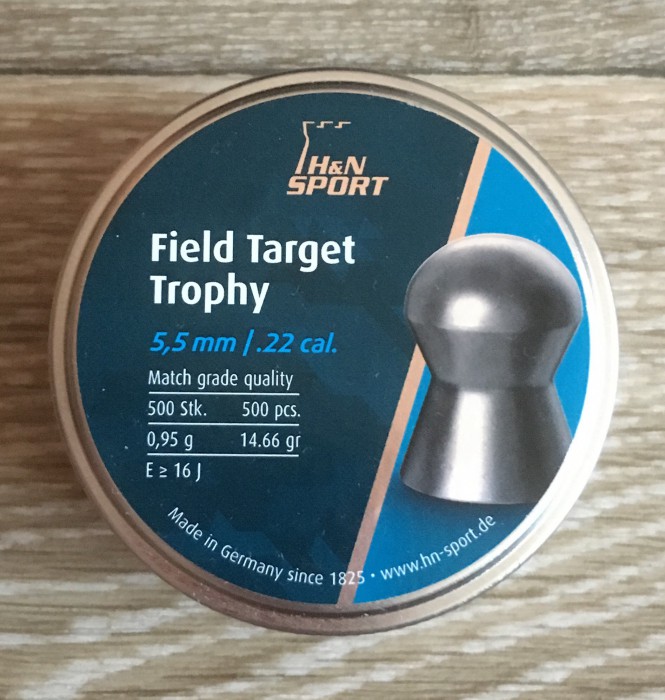 H&N
SPORT
Field Target
Trophy
5,5 mm / .22 cal.
Match grade quality
500 Stk. 500 pcs.
0,95 g 14.66 gr
E ≥ 16 J
Made in Germany since 1825 • www.hn-sport.de